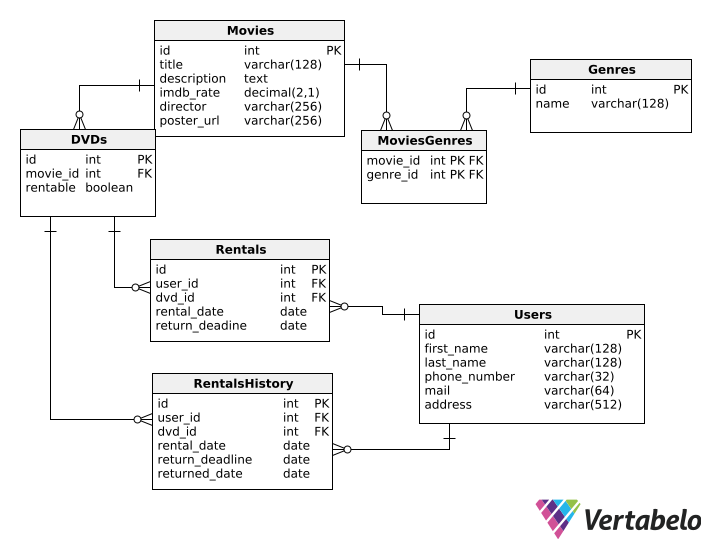 Movies
id int PK
title varchar(128)
description text
imdb_rate decimal(2,1)
director varchar(256)
poster_url varchar(256)
Genres
id int PK
name varchar(128)
DVDs
id int PK
movie_id int FK
rentable boolean
MoviesGenres
movie_id int PK FK
genre_id int PK FK
Rentals
id int PK
user_id int FK
dvd_id int FK
rental_date date
return_deadine date
Users
id int PK
first_name varchar(128)
last_name varchar(128)
phone_number varchar(32)
mail varchar(64)
address varchar(512)
RentalsHistory
id int PK
user_id int FK
dvd_id int FK
rental_date date
return_deadline date
returned_date date
Vertabelo